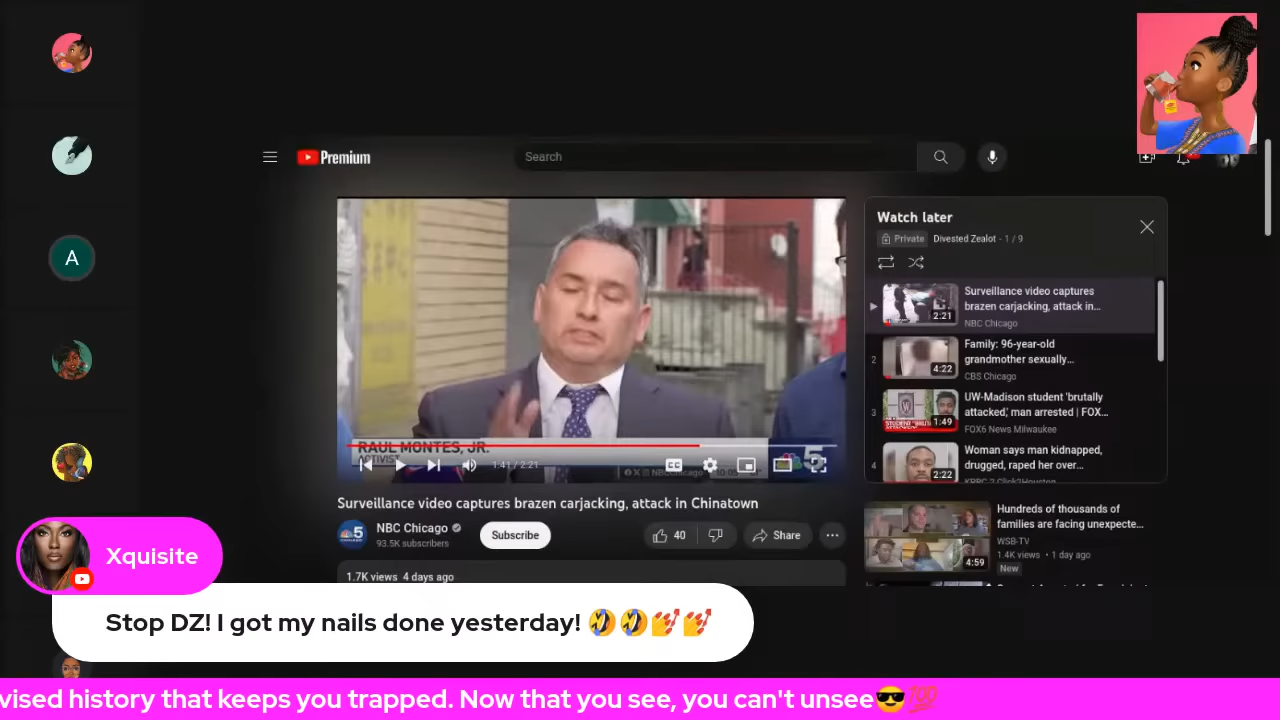 Premium
Search
Watch later
Private Divested Zealot - 1 / 9
Surveillance video captures
brazen carjacking, attack in...
NBC Chicago
2:21
2
Family: 96-year-old
grandmother sexually...
CBS Chicago
4:22
3
UW-Madison student 'brutally
attacked,' man arrested | FOX...
FOX6 News Milwaukee
1:49
4
Woman says man kidnapped,
drugged, raped her over...
2:22
A
RAUL MONTES, JR.
ACTIVIST
1:41 / 2:21
CC
5
Surveillance video captures brazen carjacking, attack in Chinatown
NBC Chicago
93.5K subscribers
Subscribe
40
Share
1.7K views 4 days ago
Hundreds of thousands of
families are facing unexpecte...
WSB-TV
1.4K views • 1 day ago
New
4:59
Xquisite
Stop DZ! I got my nails done yesterday! 🤣🤣💅💅
vised history that keeps you trapped. Now that you see, you can't unsee😎💯